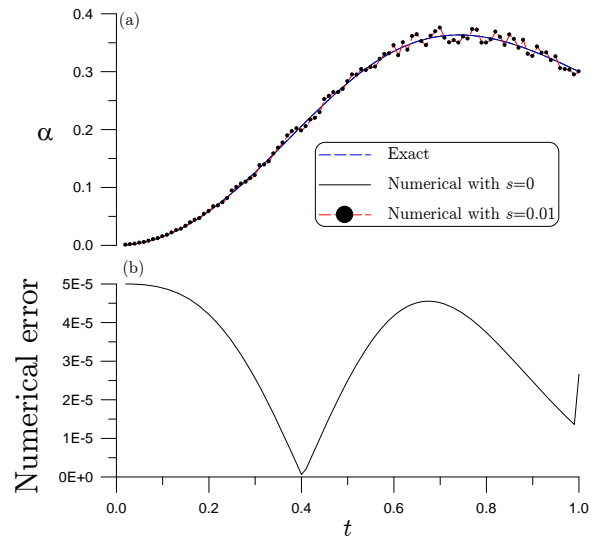 (a)
0.4
0.3
0.2
0.1
0.0
α
Exact
Numerical with s=0
Numerical with s=0.01
(b)
5E-5
4E-5
3E-5
2E-5
1E-5
0E+0
Numerical error
0.0 0.2 0.4 0.6 0.8 1.0
t